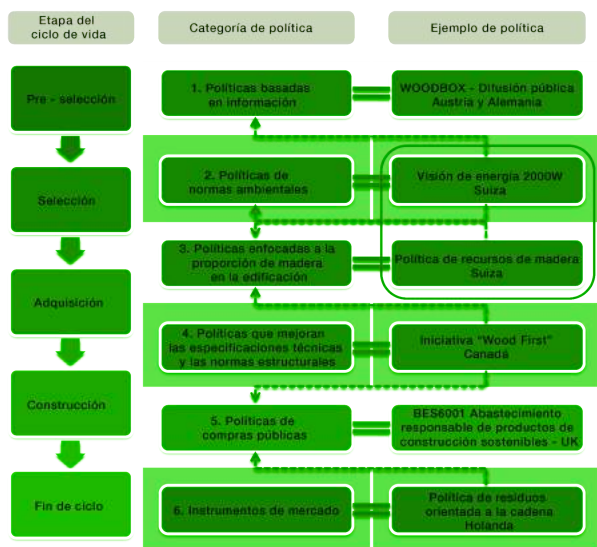 Etapa del
ciclo de vida
Categoría de política
Ejemplo de política
Pre - selección
1. Políticas basadas
en información
WOODBOX - Difusión pública
Austria y Alemania
Selección
2. Políticas de
normas ambientales
Visión de energía 2000W
Suiza
3. Políticas enfocadas a la
proporción de madera
en la edificación
Política de recursos de madera
Suiza
Adquisición
4. Políticas que mejoran
las especificaciones técnicas
y las normas estructurales
Iniciativa "Wood First"
Canadá
Construcción
5. Políticas de
compras públicas
BES6001 Abastecimiento
responsable de productos de
construcción sostenibles - UK
Fin de ciclo
6. Instrumentos de mercado
Política de residuos
orientada a la cadena
Holanda